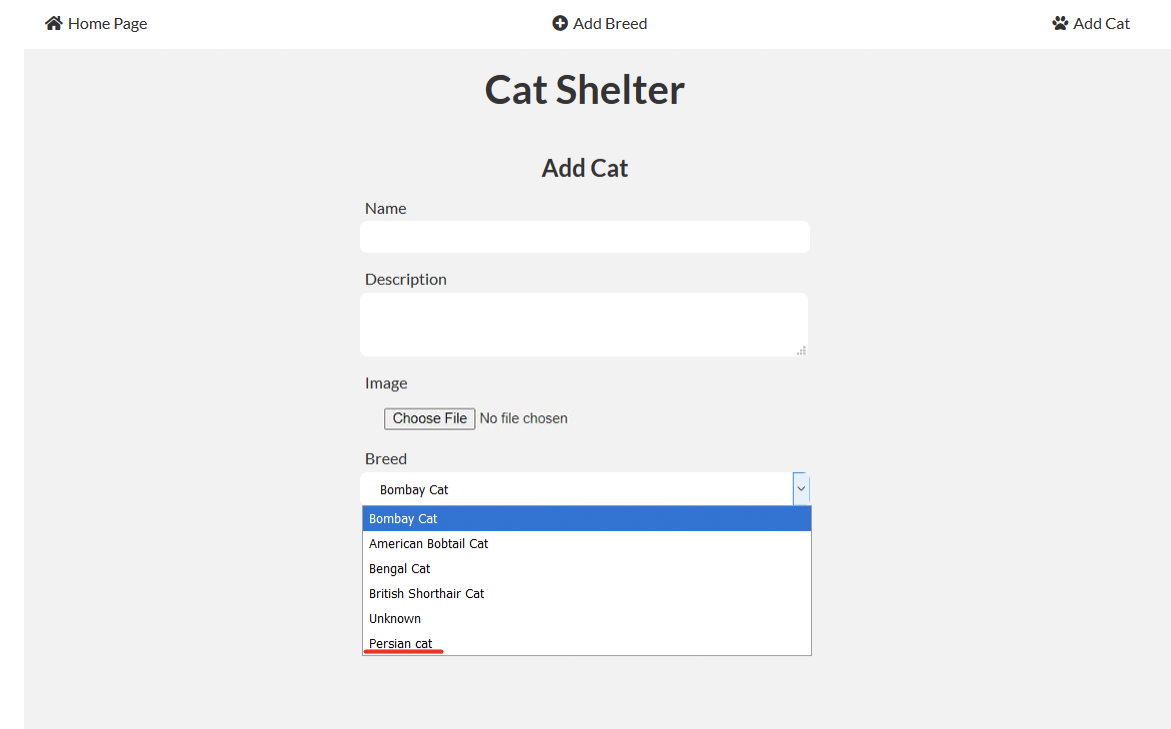 Home Page
Add Breed
Add Cat
Cat Shelter
Add Cat
Name
Description
Image
Choose File No file chosen
Breed
Bombay Cat
Bombay Cat
American Bobtail Cat
Bengal Cat
British Shorthair Cat
Unknown
Persian cat